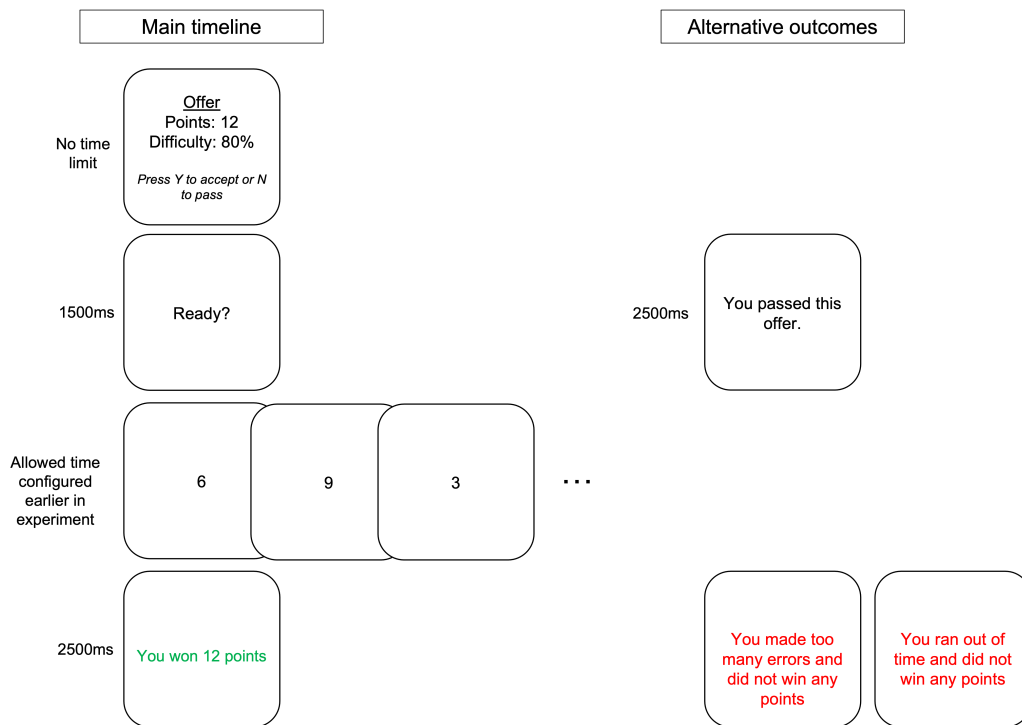 Main timeline
Alternative outcomes
Offer
Points: 12
Difficulty: 80%
Press Y to accept or N
to pass
No time
limit
1500ms
Ready?
2500ms
You passed this
offer.
Allowed time
configured
earlier in
experiment
6
9
3
...
2500ms
You won 12 points
You made too
many errors and
did not win any
points
You ran out of
time and did not
win any points